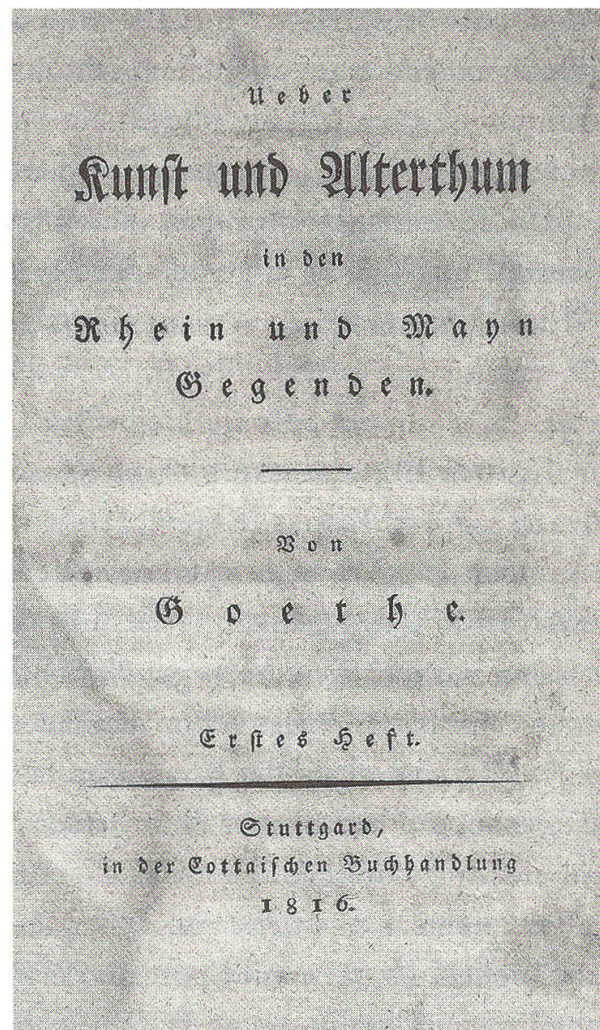 Ueber
Kunſt und Alterthum
in den
Rhein und Mayn
Gegenden.
Von
Goethe.
Erſtes Heft.
Stuttgard,
in der Cottaiſchen Buchhandlung
1816.